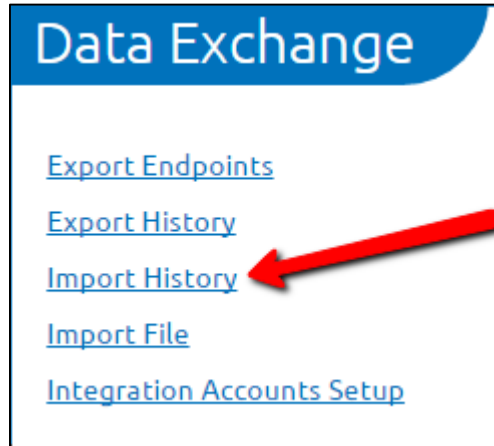 Data Exchange
Export Endpoints
Export History
Import History
Import File
Integration Accounts Setup